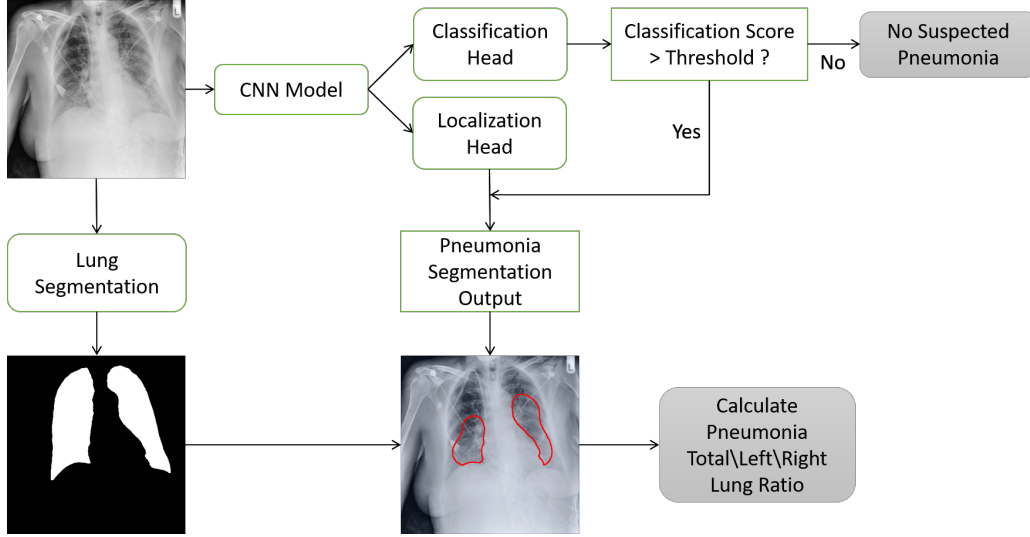 L
Classification
Head
Classification Score
> Threshold ?
No Suspected
Pneumonia
No
CNN Model
Localization
Head
Yes
Lung
Segmentation
Pneumonia
Segmentation
Output
L
Calculate
Pneumonia
Total\Left\Right
Lung Ratio